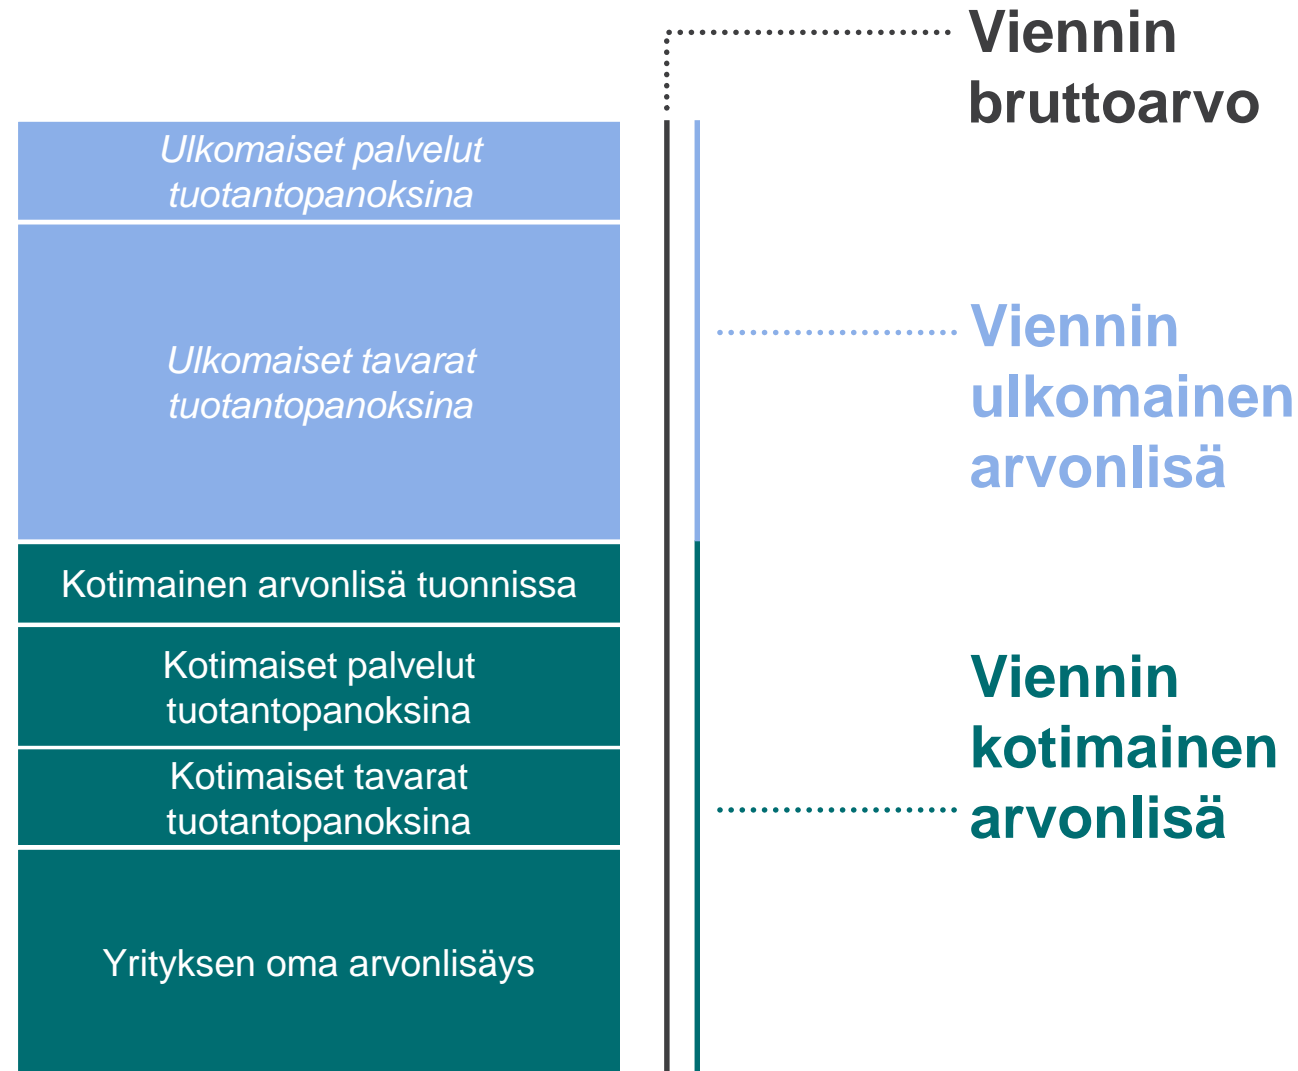 Viennin
bruttoarvo
Ulkomaiset palvelut
tuotantopanoksina
Ulkomaiset tavarat
tuotantopanoksina
Viennin
ulkomainen
arvonlisä
Kotimainen arvonlisä tuonnissa
Kotimaiset palvelut
tuotantopanoksina
Kotimaiset tavarat
tuotantopanoksina
Yrityksen oma arvonlisäys
Viennin
kotimainen
arvonlisä